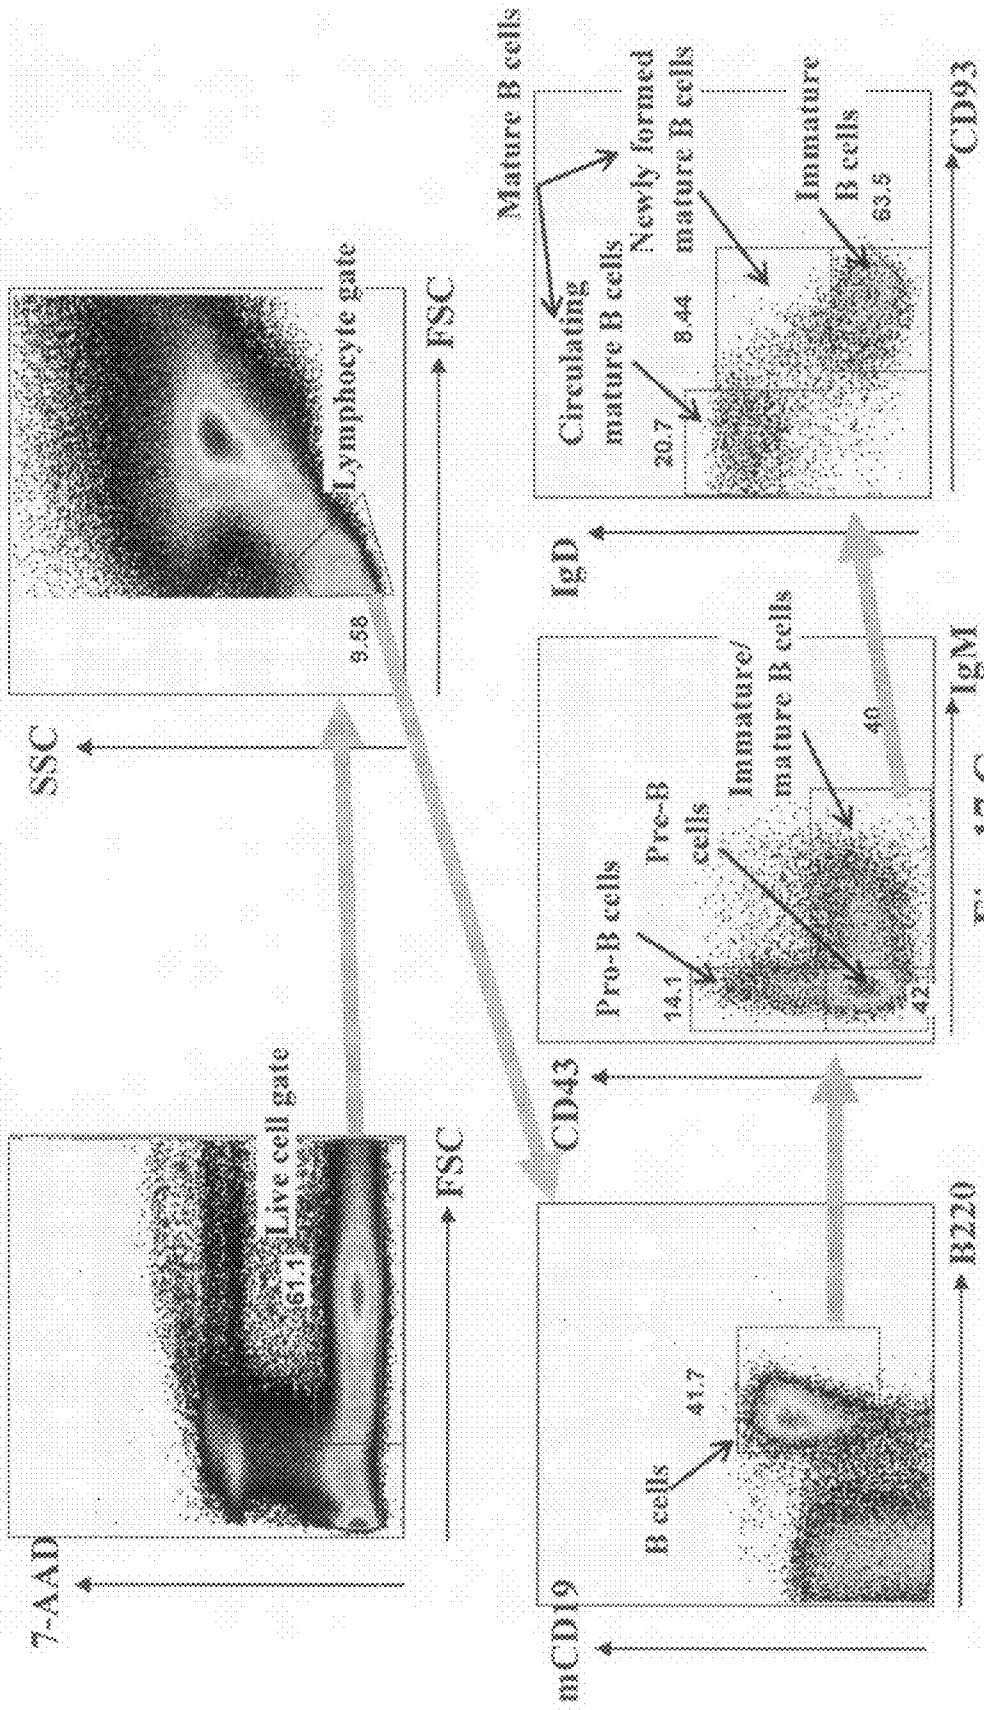 7-AAD
Live cell gate
61.1
FSC
SSC
Lymphocyte gate
9.58
FSC
mCD19
B cells
41.7
B220
CD43
Pro-B cells
14.1
Pre-B
cells
Immature/
mature B cells
42
40
IgM
Mature B cells
Circulating
mature B cells
Newly formed
mature B cells
20.7
8.44
Immature
B cells
63.5
IgD
CD93